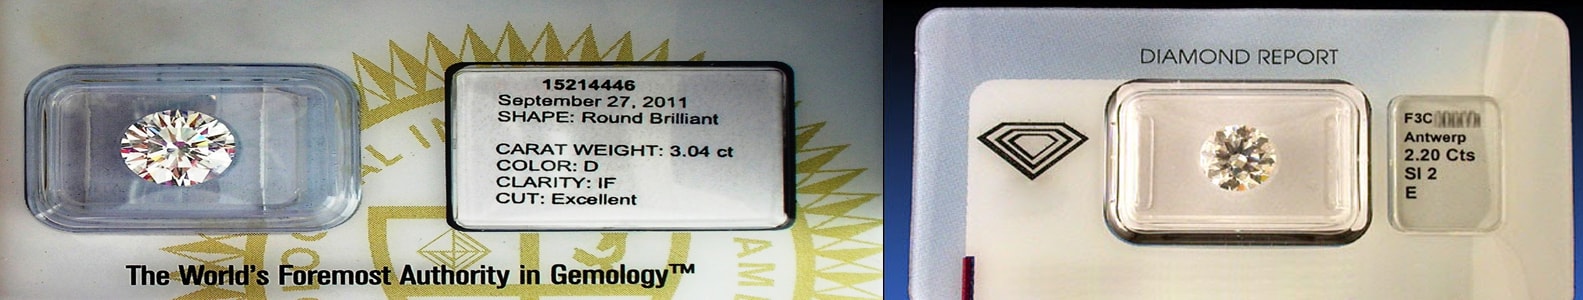 15214446
September 27, 2011
SHAPE: Round Brilliant
CARAT WEIGHT: 3.04 ct
COLOR: D
CLARITY: IF
CUT: Excellent
The World's Foremost Authority in Gemology™
DIAMOND REPORT
Antwerp
2.20 Cts
SI 2
E